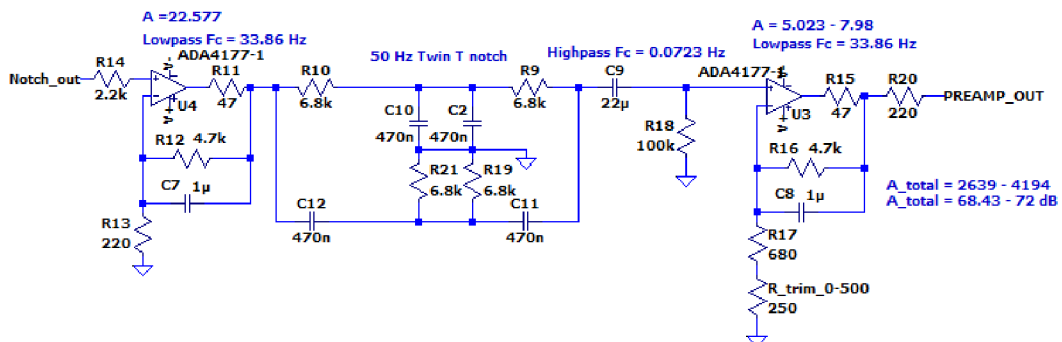 A =22.577
Lowpass Fc = 33.86 Hz
ADA4177-1
Notch_out
R14
2.2k
U4
R11
47
R12 4.7k
C7 1µ
R13
220
R10
6.8k
50 Hz Twin T notch
C10
470n
C2
470n
R9
6.8k
R21
6.8k
R19
6.8k
C12
470n
C11
470n
Highpass Fc = 0.0723 Hz
C9
22µ
R18
100k
A = 5.023 - 7.98
Lowpass Fc = 33.86 Hz
ADA4177-1
U3
R15
47
R20
220
PREAMP_OUT
R16 4.7k
C8 1µ
R17
680
R_trim_0-500
250
A_total = 2639 - 4194
A_total = 68.43 - 72 dB